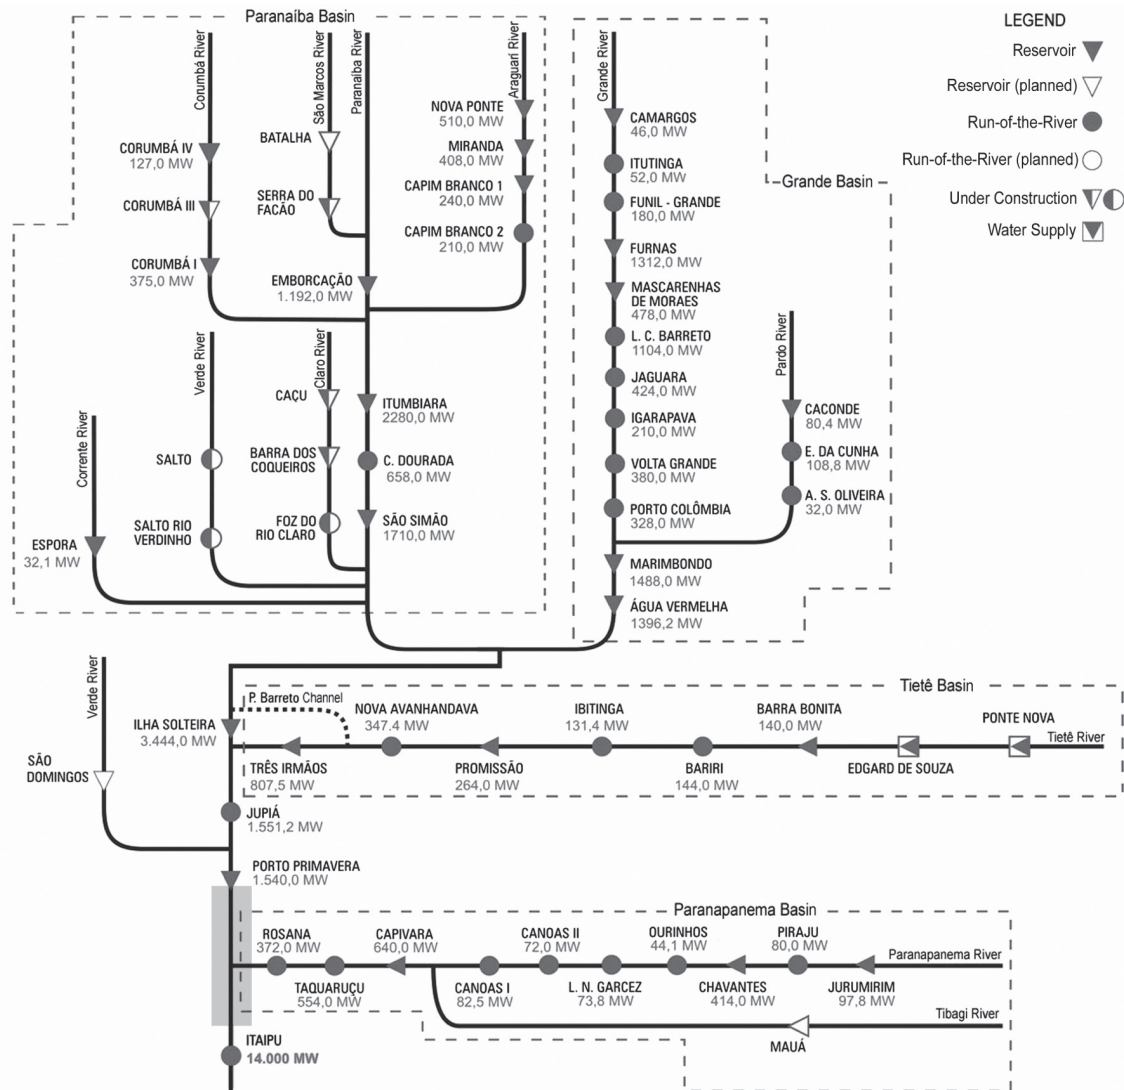 Paranaíba Basin
LEGEND
Reservoir
Reservoir (planned)
Run-of-the-River
Run-of-the-River (planned)
Under Construction
Water Supply
Corumbá River
São Marcos River
Paranaiba River
Araguari River
Grande River
CORUMBÁ IV
127,0 MW
CORUMBÁ III
CORUMBÁ I
375,0 MW
BATALHA
SERRA DO
FACÃO
EMBORCAÇÃO
1.192,0 MW
NOVA PONTE
510,0 MW
MIRANDA
408,0 MW
CAPIM BRANCO 1
240,0 MW
CAPIM BRANCO 2
210,0 MW
Grande Basin
CAMARGOS
46,0 MW
ITUTINGA
52,0 MW
FUNIL - GRANDE
180,0 MW
FURNAS
1312,0 MW
MASCARENHAS
DE MORAES
478,0 MW
L. C. BARRETO
1104,0 MW
JAGUARA
424,0 MW
IGARAPAVA
210,0 MW
VOLTA GRANDE
380,0 MW
PORTO COLÔMBIA
328,0 MW
MARIMBONDO
1488,0 MW
ÁGUA VERMELHA
1396,2 MW
Pardo River
CACONDE
80,4 MW
E. DA CUNHA
108,8 MW
A. S. OLIVEIRA
32,0 MW
Corrente River
ESPORA
32,1 MW
Verde River
SALTO
SALTO RIO
VERDINHO
Claro River
CAÇU
BARRA DOS
COQUEIROS
FOZ DO
RIO CLARO
ITUMBIARA
2280,0 MW
C. DOURADA
658,0 MW
SÃO SIMÃO
1710,0 MW
Verde River
SÃO
DOMINGOS
P. Barreto Channel
ILHA SOLTEIRA
3.444,0 MW
Tietê Basin
NOVA AVANHANDAVA
347.4 MW
IBITINGA
131,4 MW
BARRA BONITA
140,0 MW
PONTE NOVA
Tietê River
TRÊS IRMÃOS
807,5 MW
PROMISSÃO
264,0 MW
BARIRI
144,0 MW
EDGARD DE SOUZA
JUPIÁ
1.551,2 MW
PORTO PRIMAVERA
1.540,0 MW
Paranapanema Basin
ROSANA
372,0 MW
CAPIVARA
640,0 MW
CANOAS II
72,0 MW
OURINHOS
44,1 MW
PIRAJU
80,0 MW
Paranapanema River
TAQUARUÇU
554,0 MW
CANOAS I
82,5 MW
L. N. GARCEZ
73,8 MW
CHAVANTES
414,0 MW
JURUMIRIM
97,8 MW
Tibagi River
MAUÁ
ITAIPU
14.000 MW